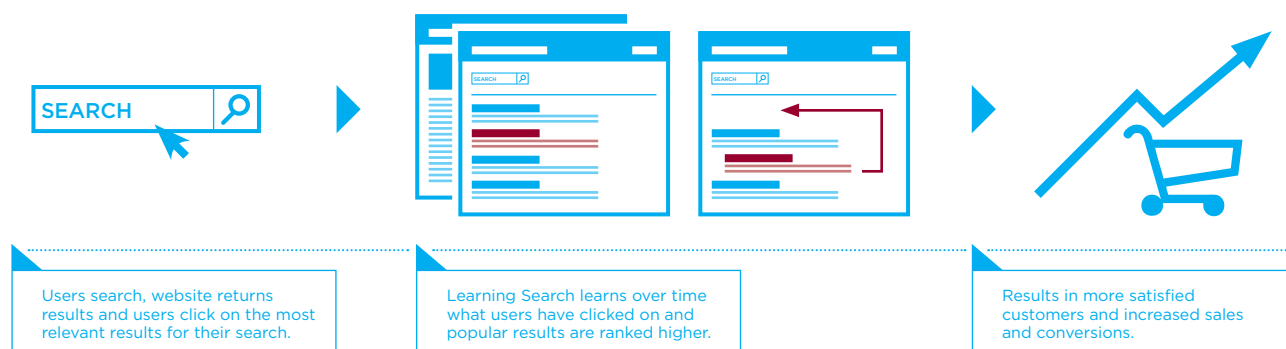 SEARCH
SEARCH
SEARCH
Users search, website returns
results and users click on the most
relevant results for their search.
Learning Search learns over time
what users have clicked on and
popular results are ranked higher.
Results in more satisfied
customers and increased sales
and conversions.